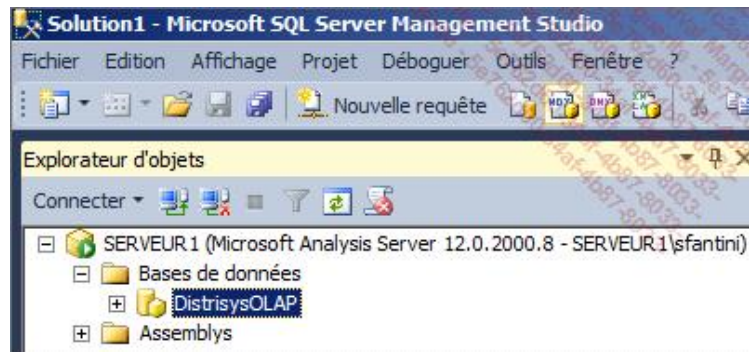 Solution1 - Microsoft SQL Server Management Studio
Fichier Edition Affichage Projet Déboguer Outils Fenêtre ?
Nouvelle requête
Explorateur d'objets
Connecter
SERVEUR1 (Microsoft Analysis Server 12.0.2000.8 - SERVEUR1\sfantini)
Bases de données
DistrisysOLAP
Assemblys